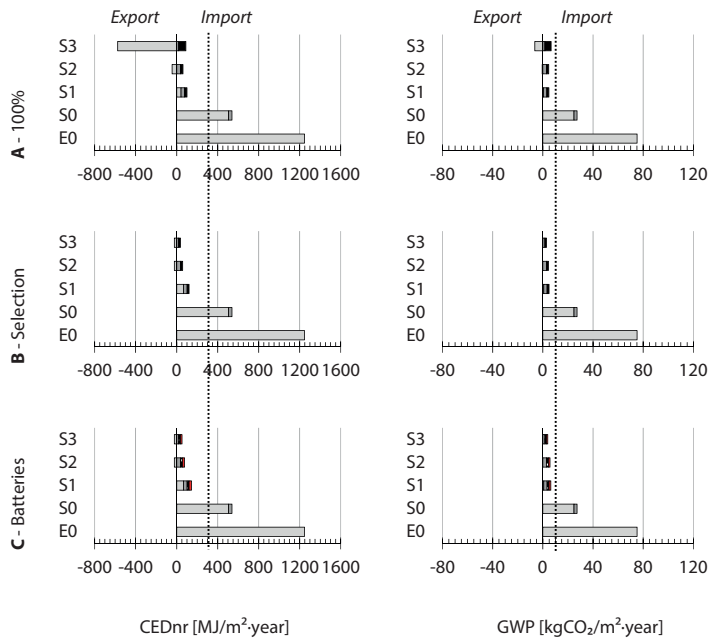 Export Import Export Import
A - 100%
S3 S3
S2 S2
S1 S1
S0 S0
E0 E0
-800 -400 0 400 800 1200 1600 -80 -40 0 40 80 120
B - Selection
S3 S3
S2 S2
S1 S1
S0 S0
E0 E0
-800 -400 0 400 800 1200 1600 -80 -40 0 40 80 120
C - Batteries
S3 S3
S2 S2
S1 S1
S0 S0
E0 E0
-800 -400 0 400 800 1200 1600 -80 -40 0 40 80 120
CEDnr [MJ/m²·year] GWP [kgCO₂/m²·year]